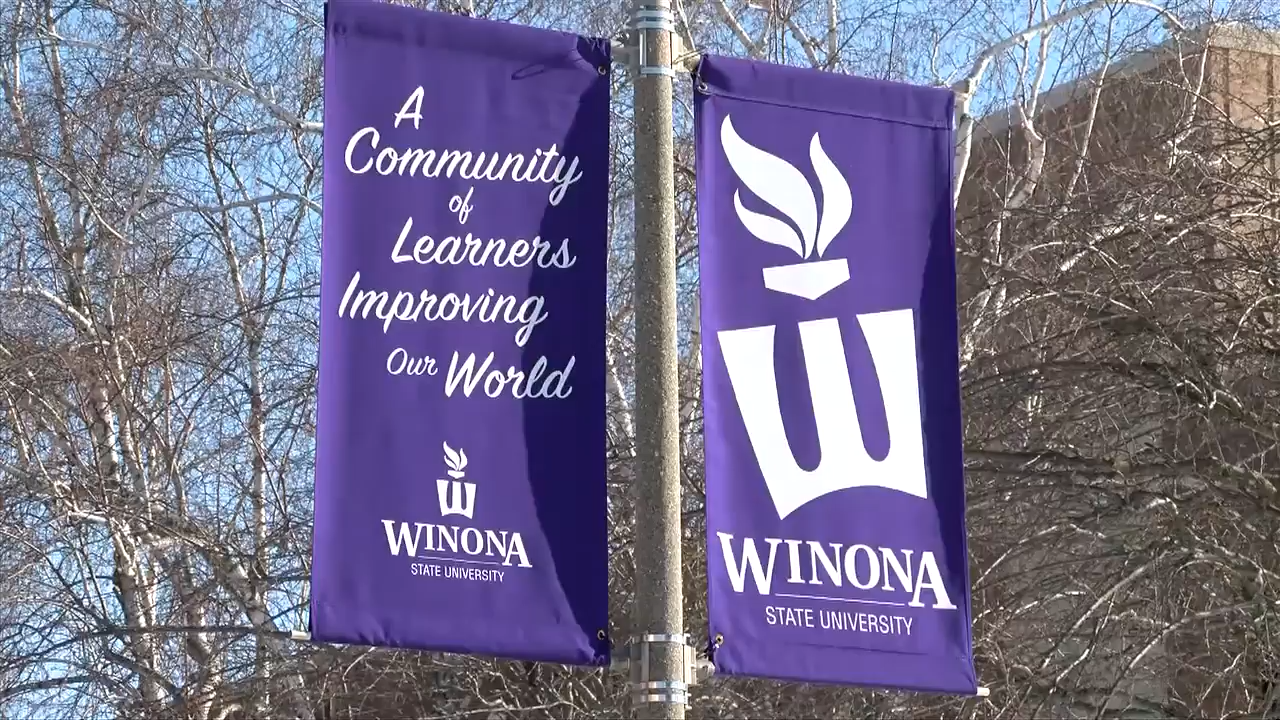 A
Community
of
Learners
Improving
Our World
WINONA
STATE UNIVERSITY
W
WINONA
STATE UNIVERSITY